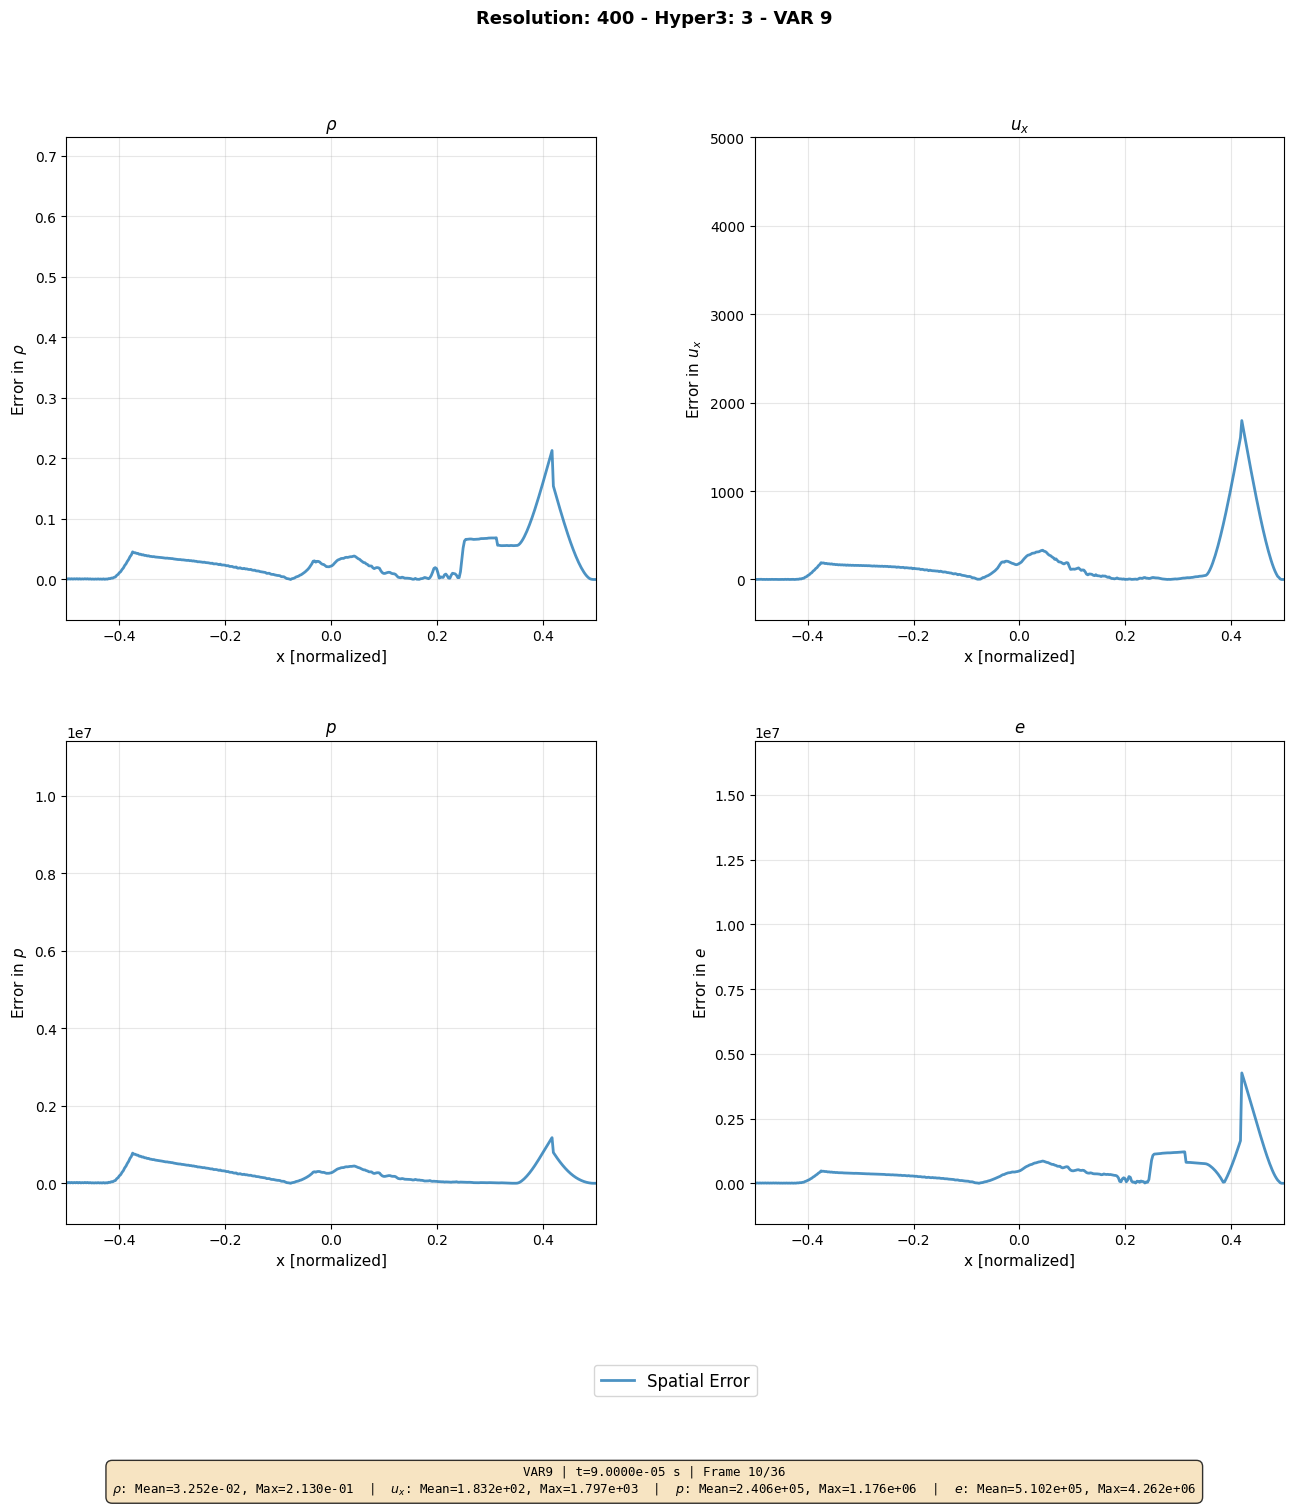 Resolution: 400 - Hyper3: 3 - VAR 9
ρ
0.7
0.6
0.5
0.4
0.3
0.2
0.1
0.0
Error in ρ
−0.4 −0.2 0.0 0.2 0.4
x [normalized]
u_x
5000
4000
3000
2000
1000
0
Error in u_x
−0.4 −0.2 0.0 0.2 0.4
x [normalized]
p
1e7
1.0
0.8
0.6
0.4
0.2
0.0
Error in p
−0.4 −0.2 0.0 0.2 0.4
x [normalized]
e
1e7
1.50
1.25
1.00
0.75
0.50
0.25
0.00
Error in e
−0.4 −0.2 0.0 0.2 0.4
x [normalized]
Spatial Error
VAR9 | t=9.0000e-05 s | Frame 10/36
ρ: Mean=3.252e-02, Max=2.130e-01 | u_x: Mean=1.832e+02, Max=1.797e+03 | p: Mean=2.406e+05, Max=1.176e+06 | e: Mean=5.102e+05, Max=4.262e+06